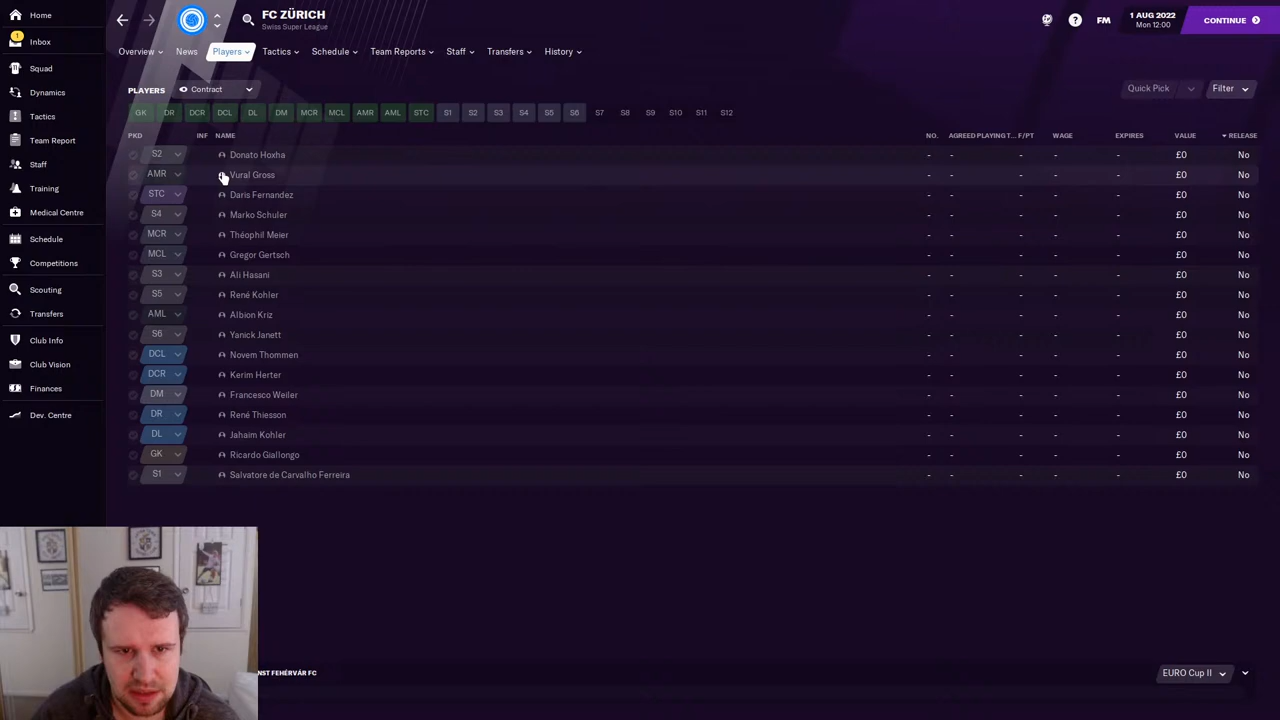 FC ZÜRICH
Swiss Super League
1 AUG 2022
Mon 12:00
FM
CONTINUE
Home
1
Inbox
Squad
Dynamics
Tactics
Team Report
Staff
Training
Medical Centre
Schedule
Competitions
Scouting
Transfers
Club Info
Club Vision
Finances
Dev. Centre
Overview News Players Tactics Schedule Team Reports Staff Transfers History
PLAYERS Contract Quick Pick Filter
GK DR DCR DCL DL DM MCR MCL AMR AML STC S1 S2 S3 S4 S5 S6 S7 S8 S9 S10 S11 S12
PKD INF NAME NO. AGREED PLAYING T... F/PT WAGE EXPIRES VALUE RELEASE
S2 Donato Hoxha - - - - - £0 No
AMR Vural Gross - - - - - £0 No
STC Daris Fernandez - - - - - £0 No
S4 Marko Schuler - - - - - £0 No
MCR Théophil Meier - - - - - £0 No
MCL Gregor Gertsch - - - - - £0 No
S3 Ali Hasani - - - - - £0 No
S5 René Kohler - - - - - £0 No
AML Albion Kriz - - - - - £0 No
S6 Yanick Janett - - - - - £0 No
DCL Novem Thommen - - - - - £0 No
DCR Kerim Herter - - - - - £0 No
DM Francesco Weiler - - - - - £0 No
DR René Thiesson - - - - - £0 No
DL Jahaim Kohler - - - - - £0 No
GK Ricardo Giallongo - - - - - £0 No
S1 Salvatore de Carvalho Ferreira - - - - - £0 No
NST FEHÉRVÁR FC EURO Cup II